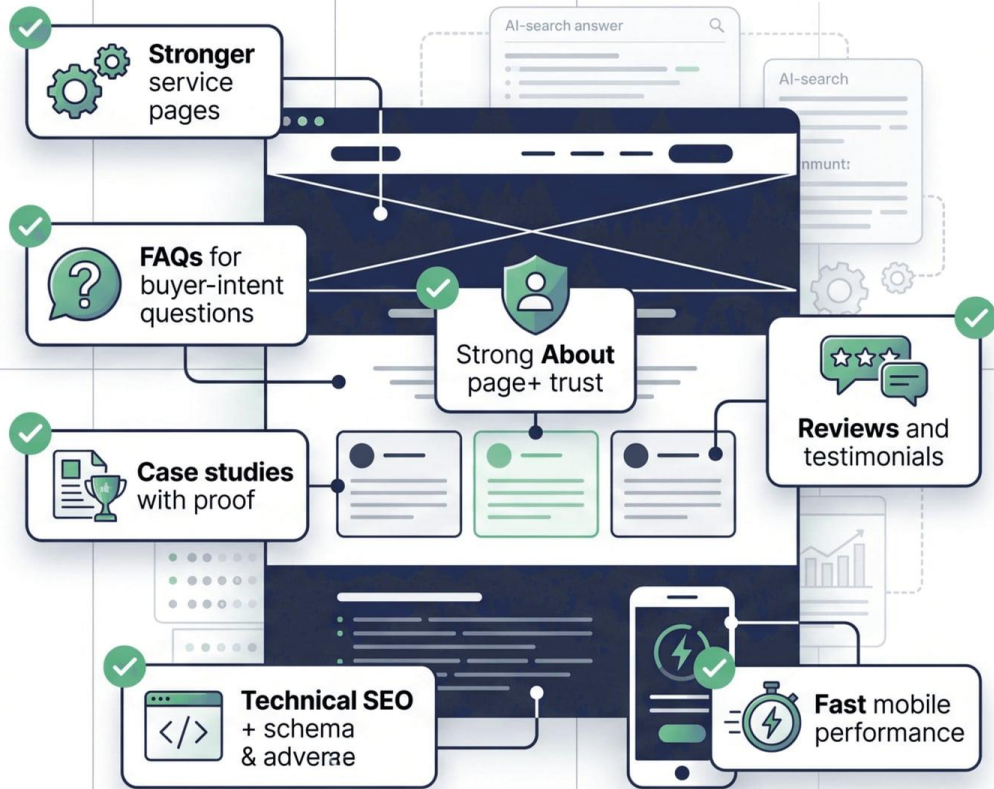 AI-search answer
Stronger
service
pages
AI-search
nmunt:
FAQs for
buyer-intent
questions
Strong About
page+ trust
Reviews and
testimonials
Case studies
with proof
Technical SEO
+ schema
& adverae
Fast mobile
performance